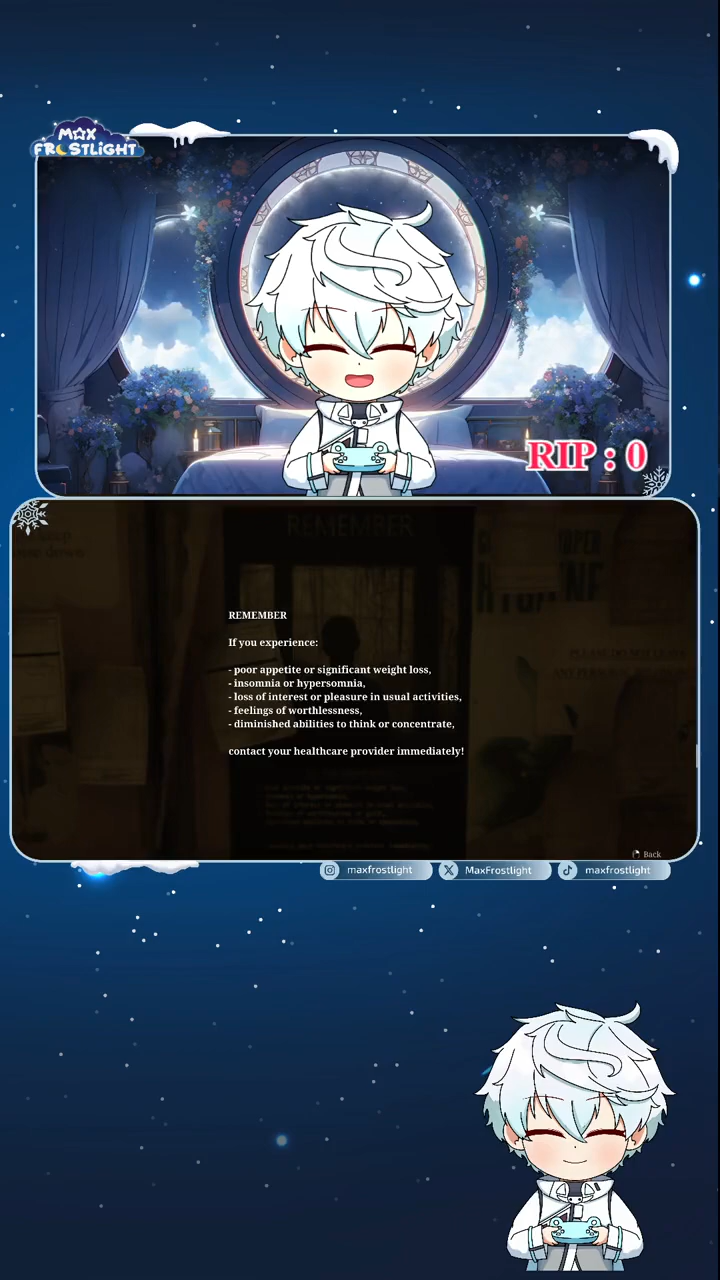 MAX
FROSTLIGHT
RIP : 0
REMEMBER
REMEMBER
If you experience:
- poor appetite or significant weight loss,
- insomnia or hypersomnia,
- loss of interest or pleasure in usual activities,
- feelings of worthlessness,
- diminished abilities to think or concentrate,
contact your healthcare provider immediately!
Back
maxfrostlight
MaxFrostlight
maxfrostlight